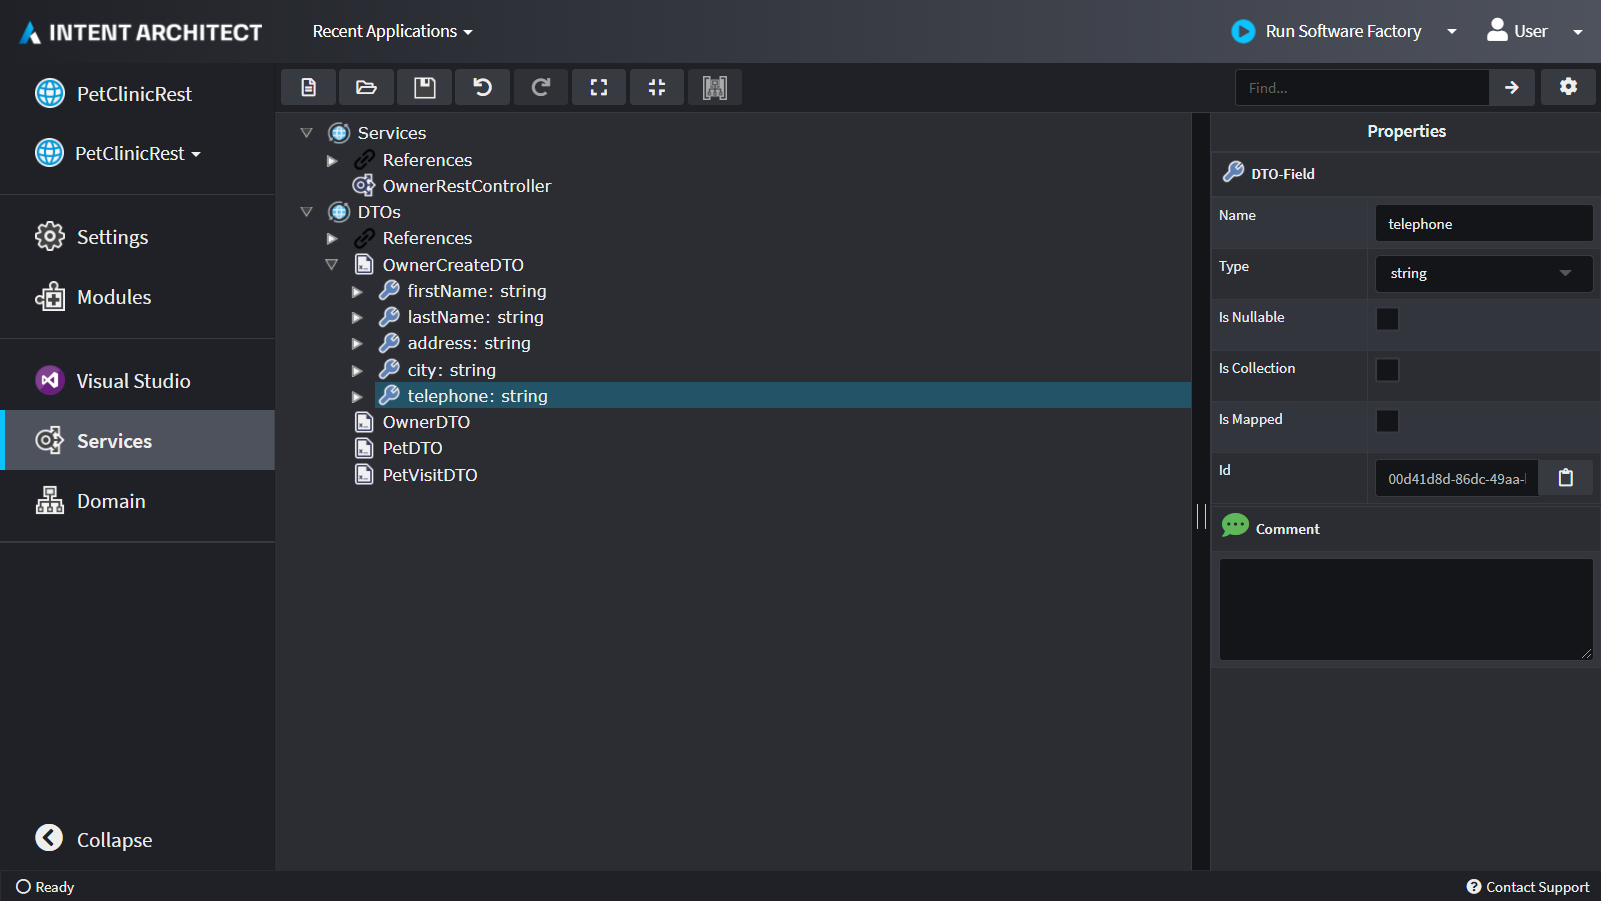 INTENT ARCHITECT
Recent Applications
Run Software Factory
User
PetClinicRest
PetClinicRest
Settings
Modules
Visual Studio
Services
Domain
Collapse
Find...
Services
References
OwnerRestController
DTOs
References
OwnerCreateDTO
firstName: string
lastName: string
address: string
city: string
telephone: string
OwnerDTO
PetDTO
PetVisitDTO
Properties
DTO-Field
Name
telephone
Type
string
Is Nullable
Is Collection
Is Mapped
Id
00d41d8d-86dc-49aa-
Comment
Ready
Contact Support